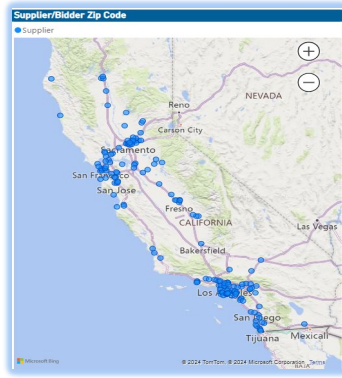 Supplier/Bidder Zip Code
Supplier
Reno
NEVADA
Carson City
Sacramento
San Francisco
San Jose
Fresno
CALIFORNIA
Las Vegas
Bakersfield
Los Angeles
San Diego
Tijuana
Mexicali
Microsoft Bing
© 2024 TomTom, © 2024 Microsoft Corporation Terms
BAJA